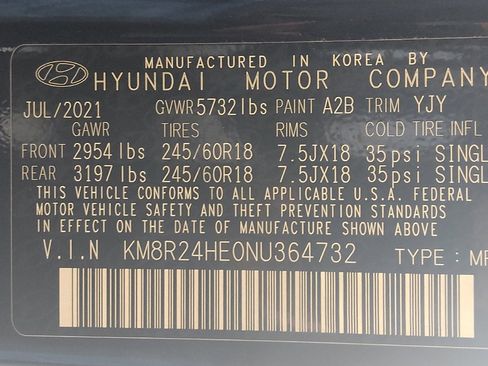 MANUFACTURED IN KOREA BY
HYUNDAI MOTOR COMPANY
JUL/2021 GVWR 5732 lbs PAINT A2B TRIM YJY
GAWR TIRES RIMS COLD TIRE INFL
FRONT 2954 lbs 245/60R18 7.5JX18 35psi SINGL
REAR 3197 lbs 245/60R18 7.5JX18 35psi SINGL
THIS VEHICLE CONFORMS TO ALL APPLICABLE U.S.A. FEDERAL
MOTOR VEHICLE SAFETY AND THEFT PREVENTION STANDARDS
IN EFFECT ON THE DATE OF MANUFACTURE SHOWN ABOVE
V.I.N KM8R24HE0NU364732 TYPE: MP